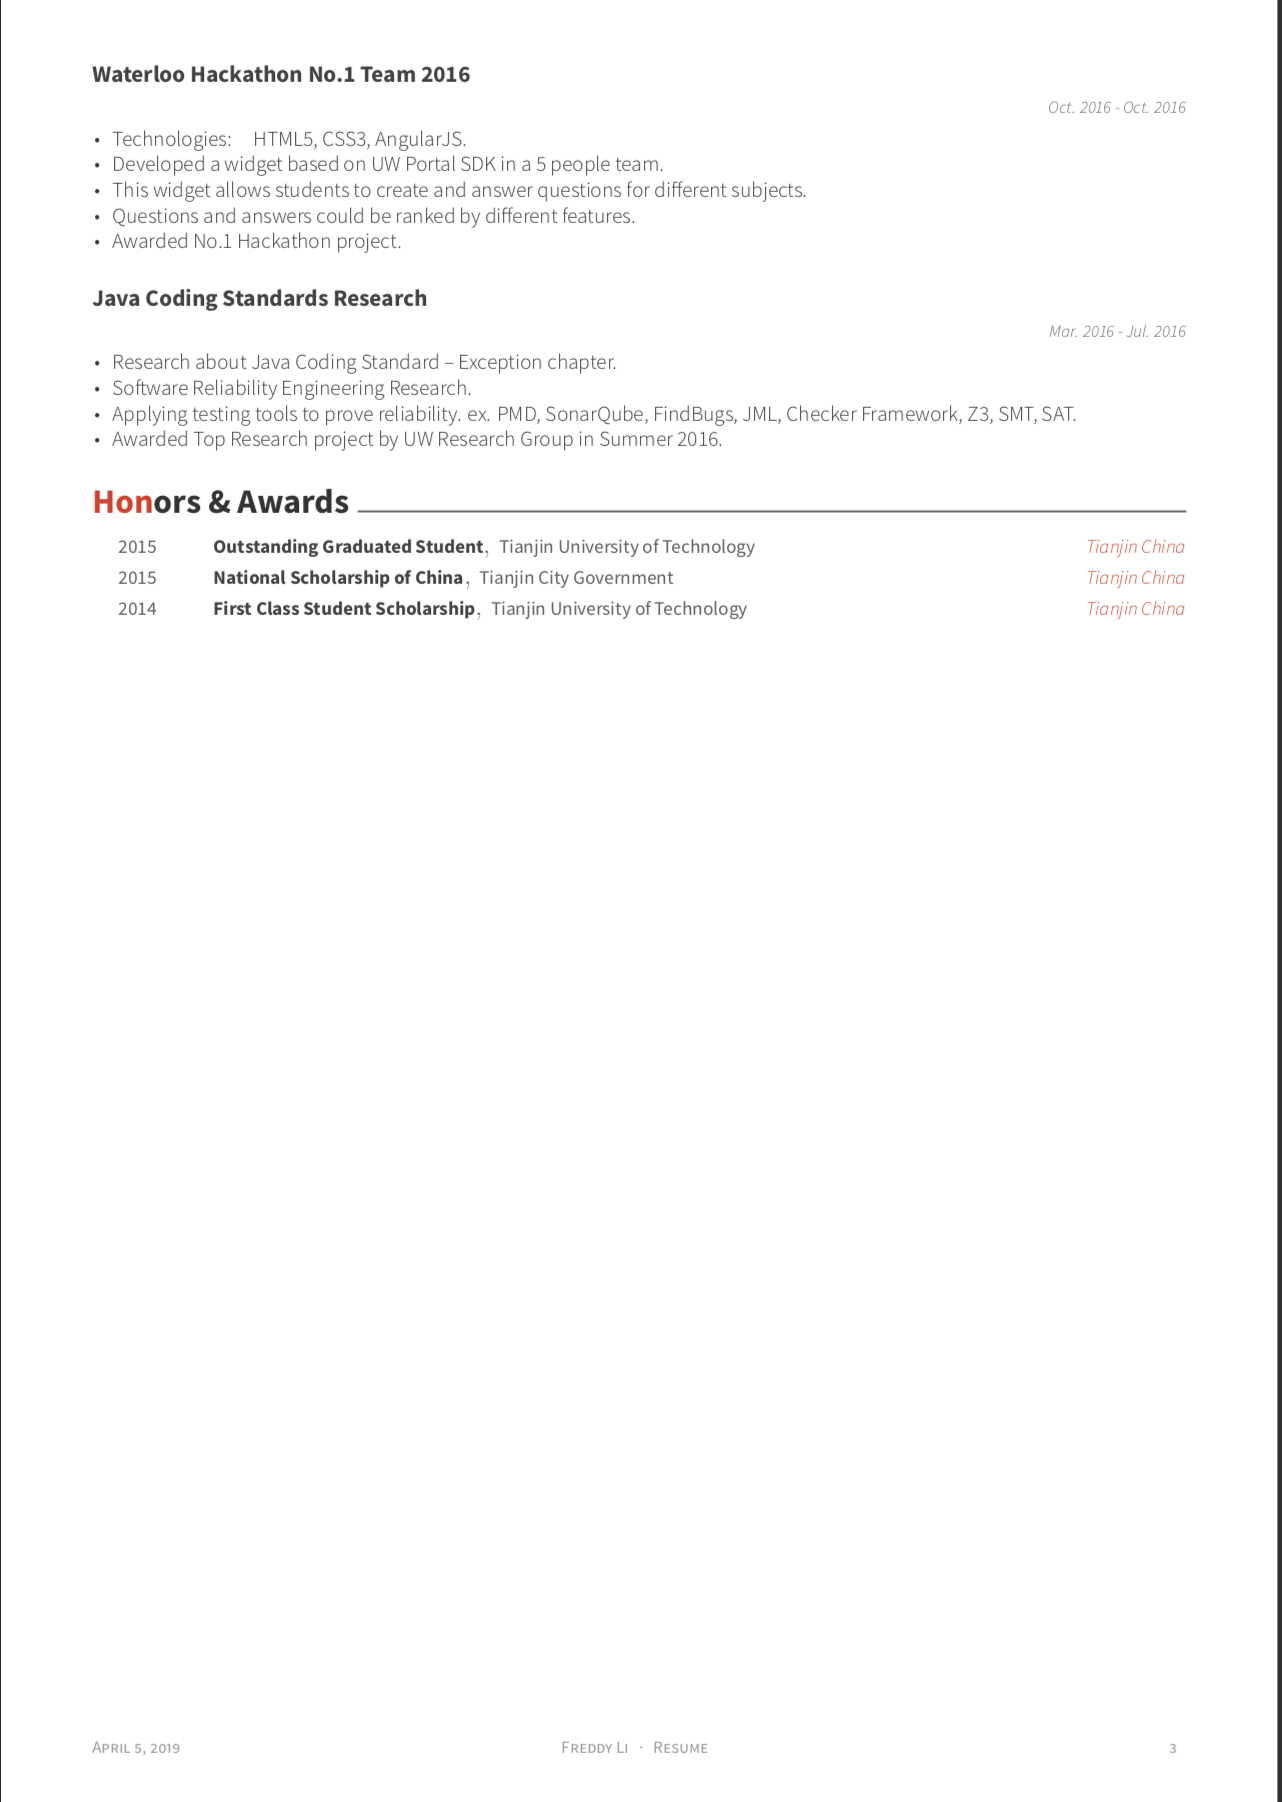 Waterloo Hackathon No.1 Team 2016
Oct. 2016 - Oct. 2016
• Technologies: HTML5, CSS3, AngularJS.
• Developed a widget based on UW Portal SDK in a 5 people team.
• This widget allows students to create and answer questions for different subjects.
• Questions and answers could be ranked by different features.
• Awarded No.1 Hackathon project.
Java Coding Standards Research
Mar. 2016 - Jul. 2016
• Research about Java Coding Standard – Exception chapter.
• Software Reliability Engineering Research.
• Applying testing tools to prove reliability. ex. PMD, SonarQube, FindBugs, JML, Checker Framework, Z3, SMT, SAT.
• Awarded Top Research project by UW Research Group in Summer 2016.
Honors & Awards
2015 Outstanding Graduated Student, Tianjin University of Technology Tianjin China
2015 National Scholarship of China, Tianjin City Government Tianjin China
2014 First Class Student Scholarship, Tianjin University of Technology Tianjin China
April 5, 2019 Freddy Li · Resume 3